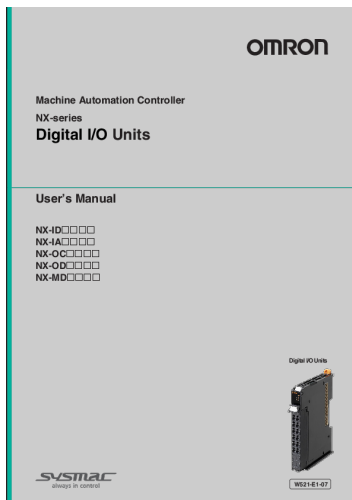 OMRON
Machine Automation Controller
NX-series
Digital I/O Units
User's Manual
NX-ID□□□□
NX-IA□□□□
NX-OC□□□□
NX-OD□□□□
NX-MD□□□□
Digital I/O Units
sysmac
always in control
W521-E1-07